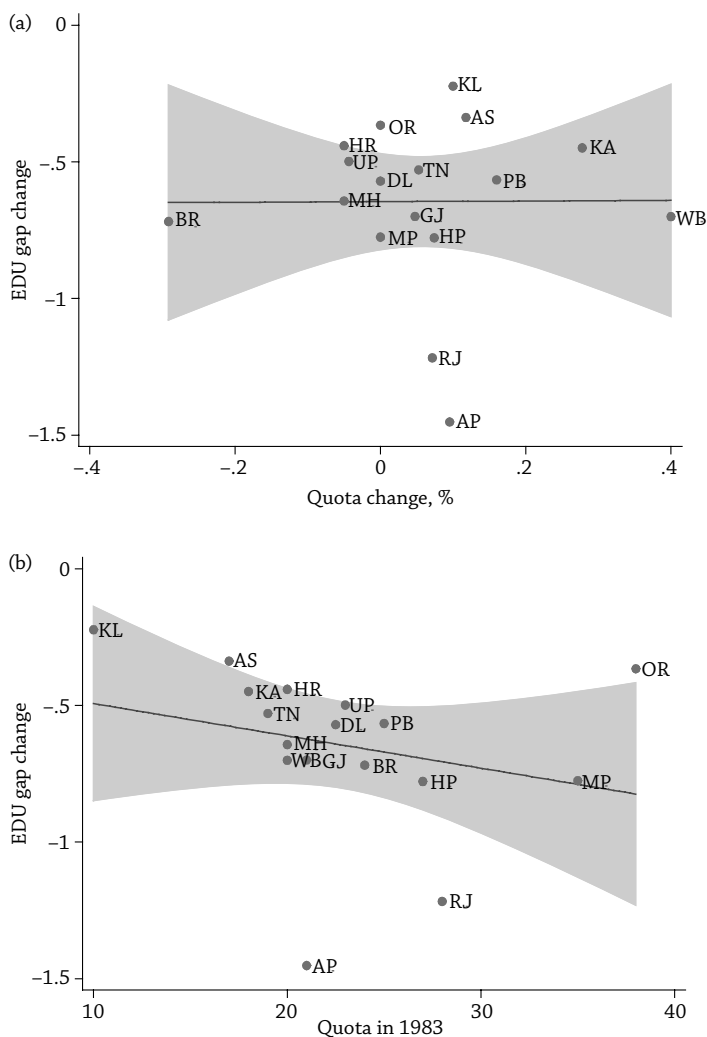 (a)
0
KL
AS
OR
HR
KA
UP
TN
DL
PB
MH
GJ
BR
WB
MP
HP
RJ
AP
–.5
–1
–1.5
EDU gap change
–.4
–.2
0
.2
.4
Quota change, %
(b)
0
KL
AS
OR
KA
HR
UP
TN
DL
PB
MH
WB
GJ
BR
HP
MP
RJ
AP
–.5
–1
–1.5
EDU gap change
10
20
30
40
Quota in 1983